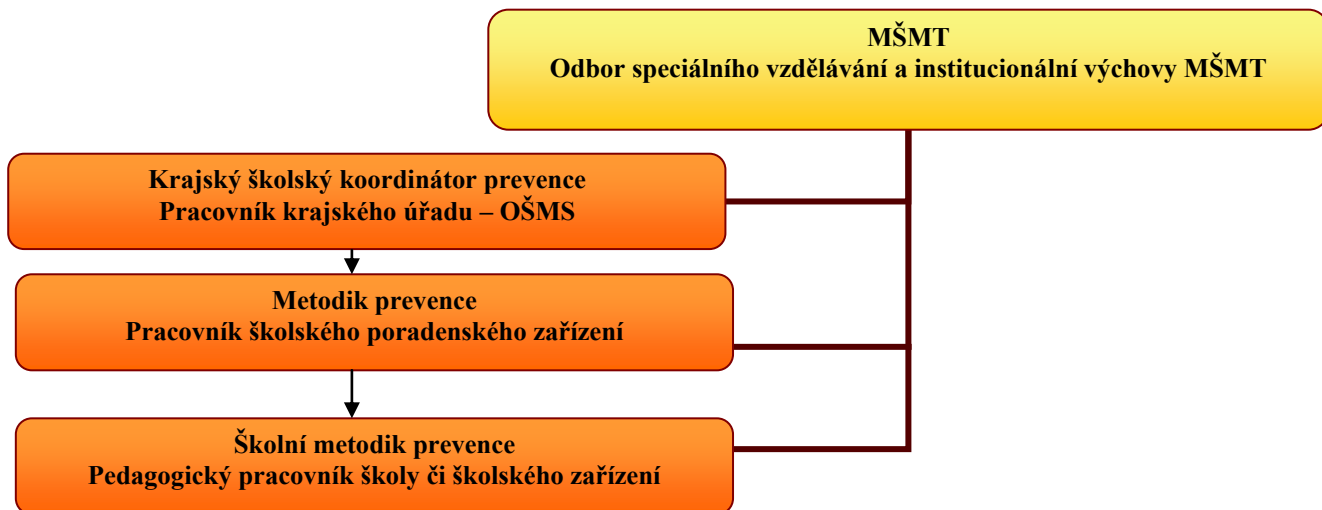 MŠMT
Odbor speciálního vzdělávání a institucionální výchovy MŠMT
Krajský školský koordinátor prevence
Pracovník krajského úřadu – OŠMS
Metodik prevence
Pracovník školského poradenského zařízení
Školní metodik prevence
Pedagogický pracovník školy či školského zařízení